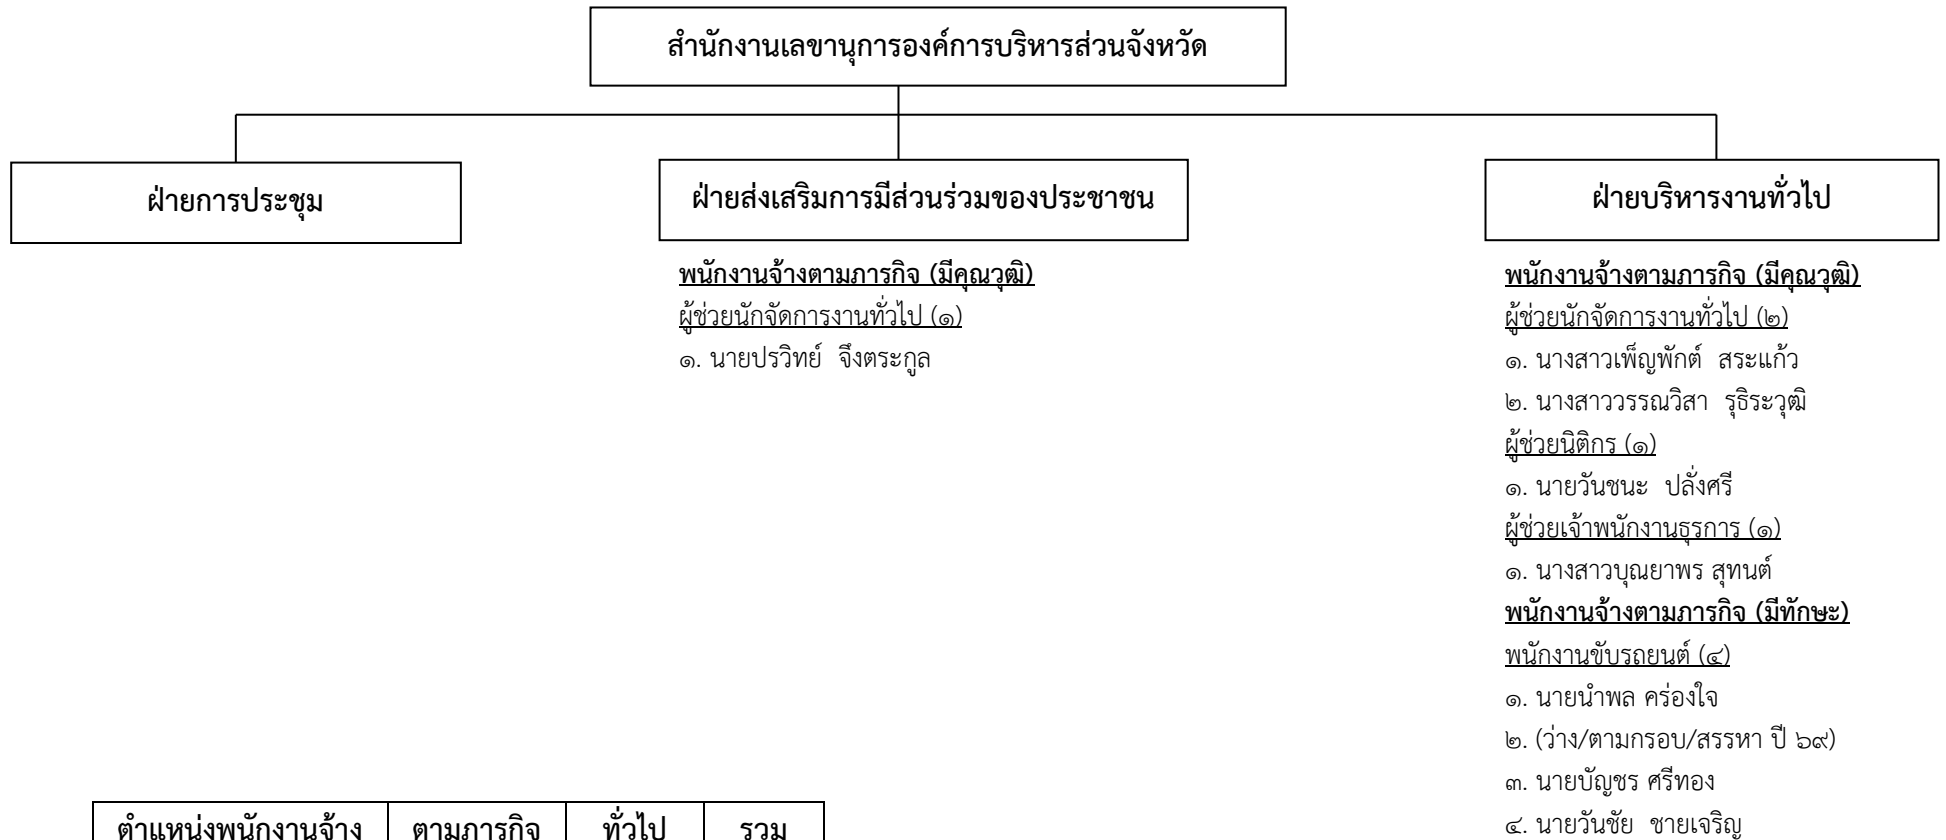 สำนักงานเลขานุการองค์การบริหารส่วนจังหวัด
ฝ่ายการประชุม
ฝ่ายส่งเสริมการมีส่วนร่วมของประชาชน
พนักงานจ้างตามภารกิจ (มีคุณวุฒิ)
ผู้ช่วยนักจัดการงานทั่วไป (๑)
๑. นายปรวิทย์ จึงตระกูล
ฝ่ายบริหารงานทั่วไป
พนักงานจ้างตามภารกิจ (มีคุณวุฒิ)
ผู้ช่วยนักจัดการงานทั่วไป (๒)
๑. นางสาวเพ็ญพักต์ สระแก้ว
๒. นางสาววรรณวิสา รุธิระวุฒิ
ผู้ช่วยนิติกร (๑)
๑. นายวันชนะ ปลั่งศรี
ผู้ช่วยเจ้าพนักงานธุรการ (๑)
๑. นางสาวบุณยาพร สุทนต์
พนักงานจ้างตามภารกิจ (มีทักษะ)
พนักงานขับรถยนต์ (๔)
๑. นายนำพล คร่องใจ
๒. (ว่าง/ตามกรอบ/สรรหา ปี ๖๙)
๓. นายบัญชร ศรีทอง
๔. นายวันชัย ชายเจริญ
ตำแหน่งพนักงานจ้าง ตามภารกิจ ทั่วไป รวม